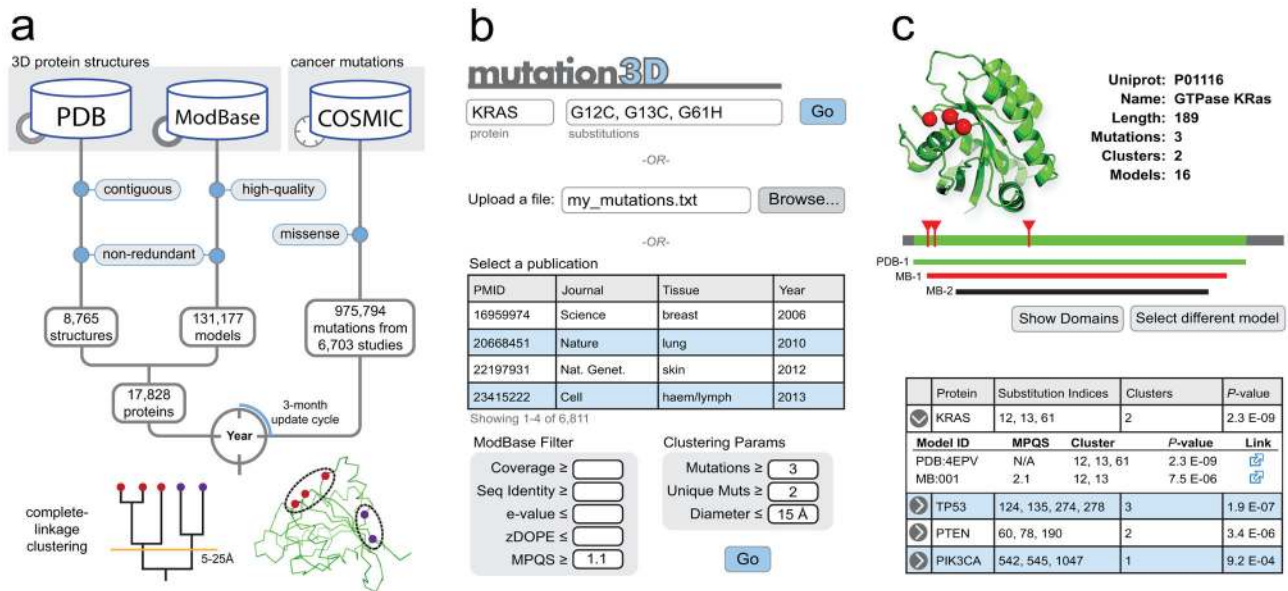 a
3D protein structures
cancer mutations
PDB
ModBase
COSMIC
contiguous
high-quality
missense
non-redundant
8,765
structures
131,177
models
975,794
mutations from
6,703 studies
17,828
proteins
3-month
update cycle
Year
complete-
linkage
clustering
5-25Å
b
mutation3D
KRAS
G12C, G13C, G61H
Go
protein
substitutions
-OR-
Upload a file:
my_mutations.txt
Browse...
-OR-
Select a publication
PMID Journal Tissue Year
16959974 Science breast 2006
20668451 Nature lung 2010
22197931 Nat. Genet. skin 2012
23415222 Cell haem/lymph 2013
Showing 1-4 of 6,811
ModBase Filter
Coverage ≥
Seq Identity ≥
e-value ≤
zDOPE ≤
MPQS ≥ 1.1
Clustering Params
Mutations ≥ 3
Unique Muts ≥ 2
Diameter ≤ 15 Å
Go
c
Uniprot: P01116
Name: GTPase KRas
Length: 189
Mutations: 3
Clusters: 2
Models: 16
PDB-1
MB-1
MB-2
Show Domains
Select different model
Protein Substitution Indices Clusters P-value
KRAS 12, 13, 61 2 2.3 E-09
Model ID MPQS Cluster P-value Link
PDB:4EPV N/A 12, 13, 61 2.3 E-09
MB:001 2.1 12, 13 7.5 E-06
TP53 124, 135, 274, 278 3 1.9 E-07
PTEN 60, 78, 190 2 3.4 E-06
PIK3CA 542, 545, 1047 1 9.2 E-04